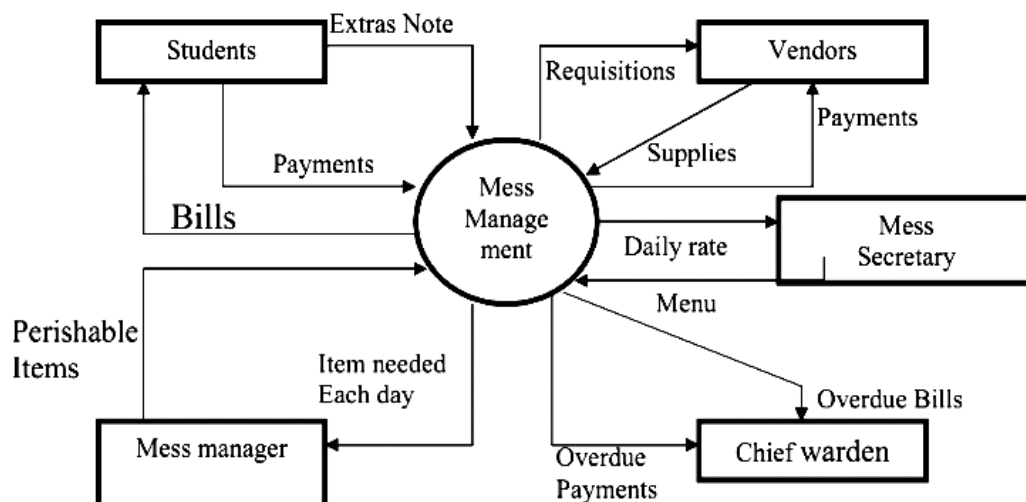 Extras Note
Students
Vendors
Requisitions
Payments
Supplies
Payments
Mess
Manage
ment
Bills
Mess
Secretary
Daily rate
Menu
Perishable
Items
Item needed
Each day
Overdue Bills
Mess manager
Chief warden
Overdue
Payments